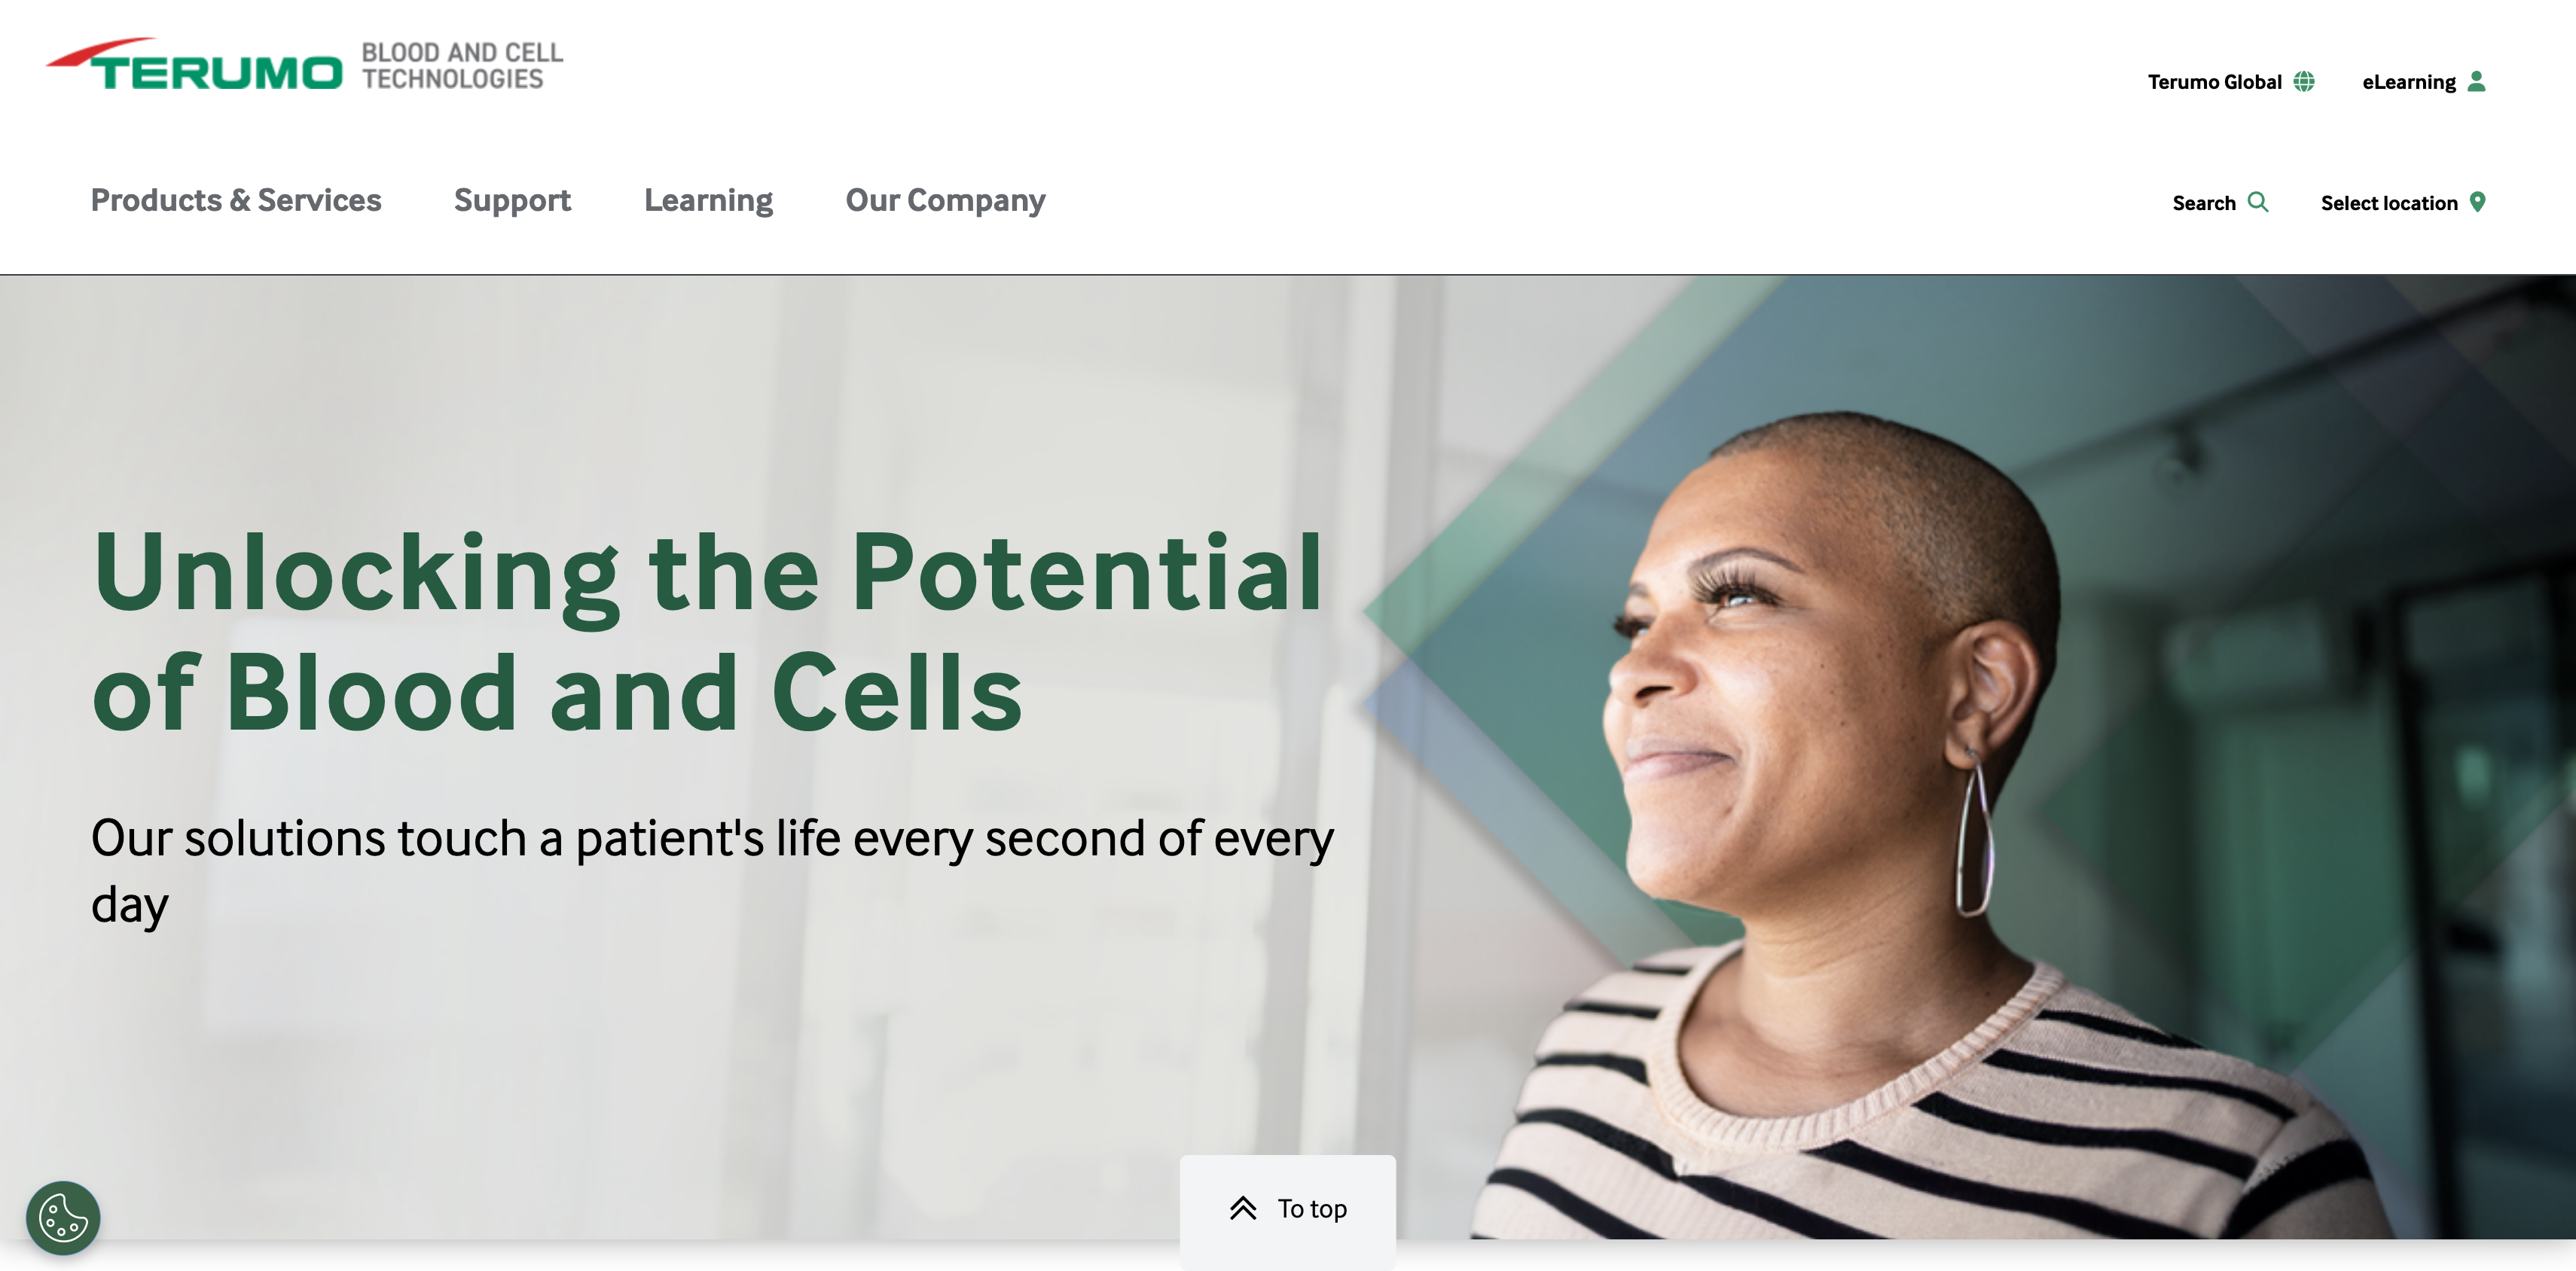 TERUMO BLOOD AND CELL
TECHNOLOGIES
Terumo Global
eLearning
Products & Services
Support
Learning
Our Company
Search
Select location
Unlocking the Potential
of Blood and Cells
Our solutions touch a patient's life every second of every
day
To top